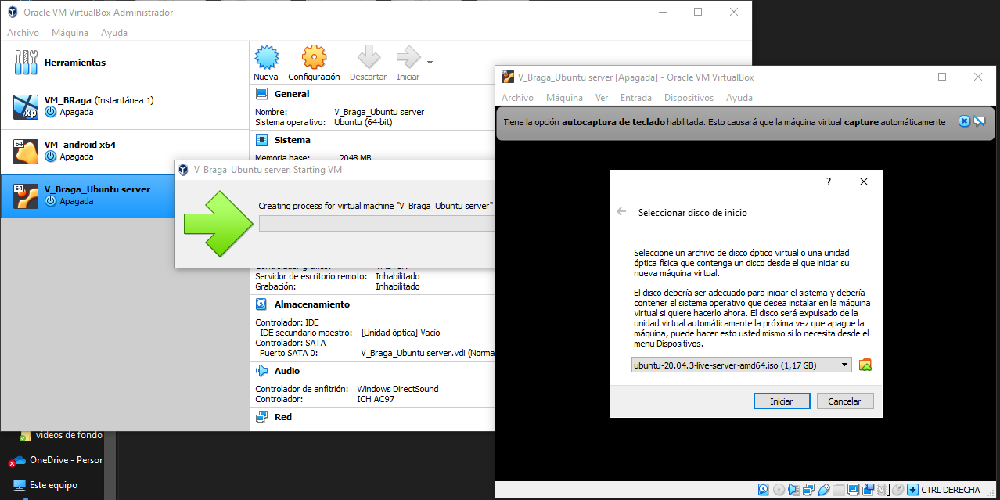 Oracle VM VirtualBox Administrador
Archivo Máquina Ayuda
Herramientas
VM_BRaga (Instantánea 1)
Apagada
64
VM_android x64
Apagada
64
V_Braga_Ubuntu server
Apagada
Nueva Configuración Descartar Iniciar
General
Nombre: V_Braga_Ubuntu server
Sistema operativo: Ubuntu (64-bit)
Sistema
Memoria base: 2048 MB
V_Braga_Ubuntu server: Starting VM
Creating process for virtual machine "V_Braga_Ubuntu server"
Servidor de escritorio remoto: Inhabilitado
Grabación: Inhabilitado
Almacenamiento
Controlador: IDE
IDE secundario maestro: [Unidad óptica] Vacío
Controlador: SATA
Puerto SATA 0: V_Braga_Ubuntu server.vdi (Norma
Audio
Controlador de anfitrión: Windows DirectSound
Controlador: ICH AC97
Red
videos de fondo
OneDrive - Person
Este equipo
V_Braga_Ubuntu server [Apagada] - Oracle VM VirtualBox
Archivo Máquina Ver Entrada Dispositivos Ayuda
Tiene la opción autocaptura de teclado habilitada. Esto causará que la máquina virtual capture automáticamente
?
Seleccionar disco de inicio
Seleccione un archivo de disco óptico virtual o una unidad
óptica física que contenga un disco desde el que iniciar su
nueva máquina virtual.
El disco debería ser adecuado para iniciar el sistema y debería
contener el sistema operativo que desea instalar en la máquina
virtual si quiere hacerlo ahora. El disco será expulsado de la
unidad virtual automáticamente la próxima vez que apague la
máquina, puede hacer esto usted mismo si lo necesita desde el
menu Dispositivos.
ubuntu-20.04.3-live-server-amd64.iso (1,17 GB)
Iniciar Cancelar
CTRL DERECHA